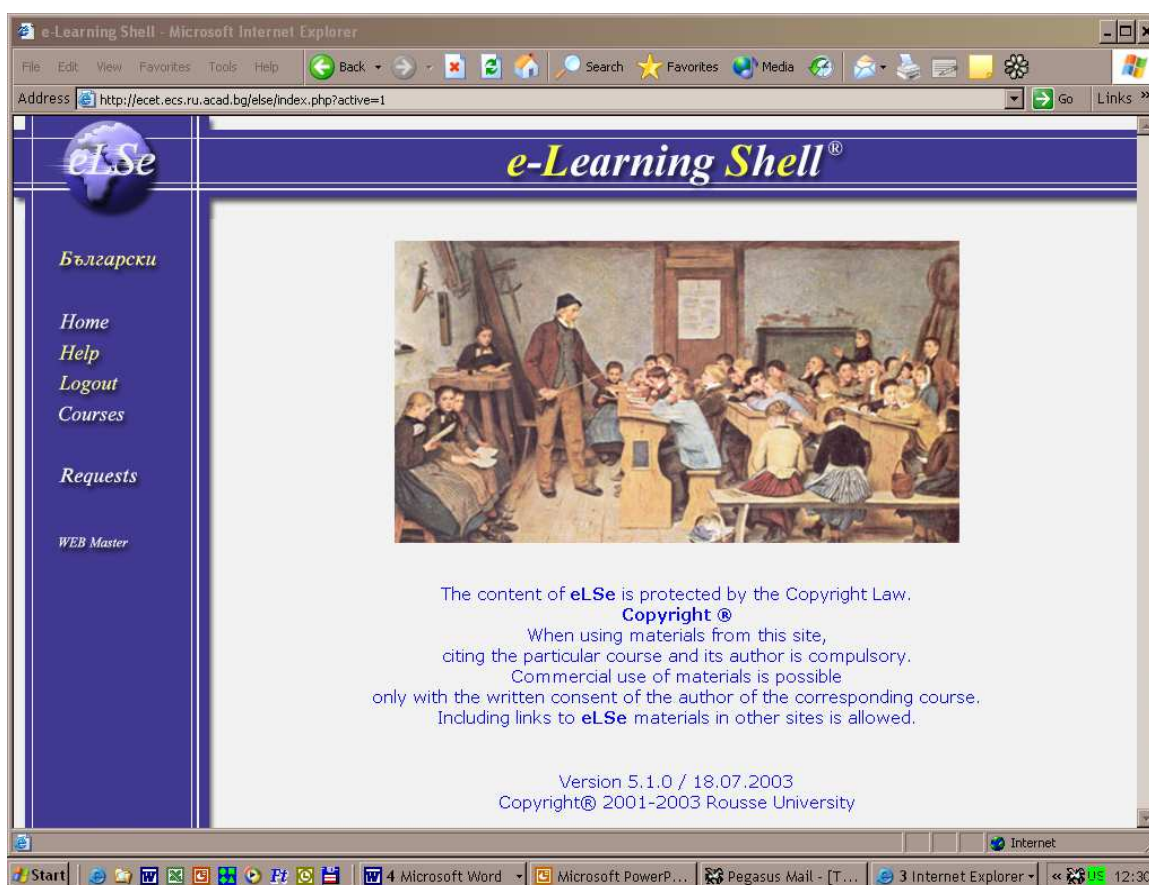 e-Learning Shell - Microsoft Internet Explorer
File Edit View Favorites Tools Help Back Search Favorites Media
Address http://ecet.ecs.ru.acad.bg/else/index.php?active=1 Go Links »
eLSe
e-Learning Shell®
Български
Home
Help
Logout
Courses
Requests
WEB Master
The content of eLSe is protected by the Copyright Law.
Copyright ®
When using materials from this site,
citing the particular course and its author is compulsory.
Commercial use of materials is possible
only with the written consent of the author of the corresponding course.
Including links to eLSe materials in other sites is allowed.
Version 5.1.0 / 18.07.2003
Copyright® 2001-2003 Rousse University
Internet
Start 4 Microsoft Word Microsoft PowerP... Pegasus Mail - [T... 3 Internet Explorer « US 12:30